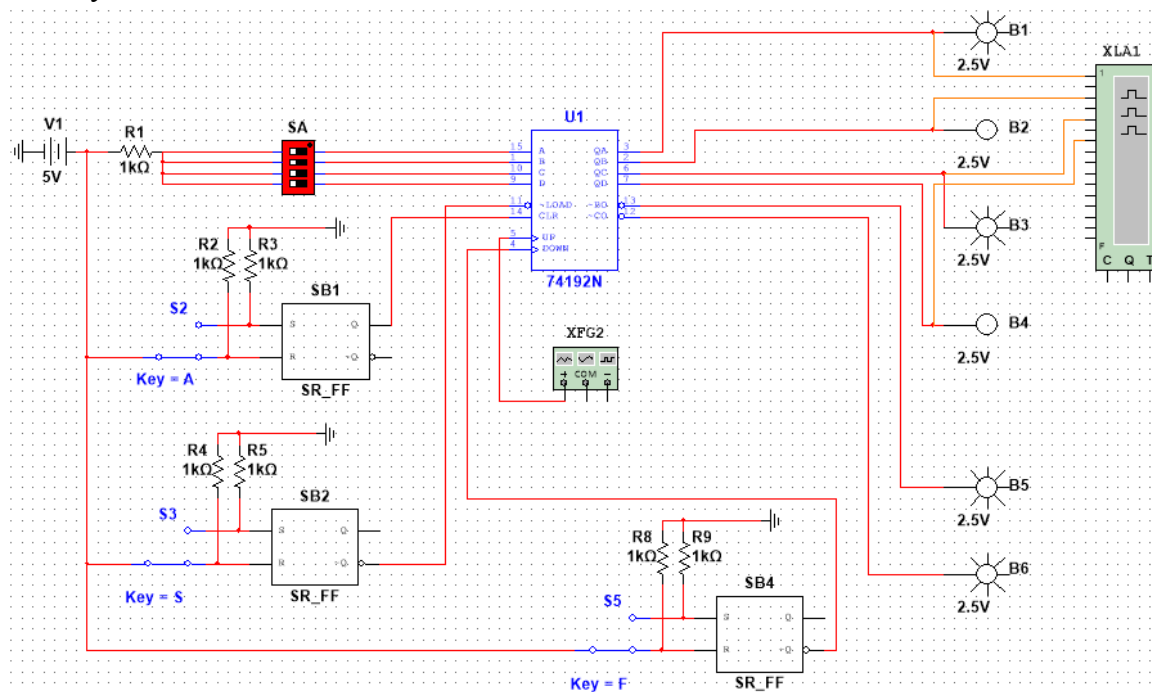 B1
2.5V
XLA1
1
F
C Q T
B2
2.5V
V1
5V
R1
1kΩ
SA
U1
15 A QA 3
1 B QB 2
10 C QC 6
9 D QD 7
11 ~LOAD ~BO 13
14 CLR ~CO 12
5 UP
4 DOWN
74192N
B3
2.5V
R2
1kΩ
R3
1kΩ
SB1
S2
S Q
R ~Q
Key = A
SR_FF
XFG2
+ COM −
B4
2.5V
R4
1kΩ
R5
1kΩ
SB2
S3
S Q
R ~Q
Key = S
SR_FF
B5
2.5V
R8
1kΩ
R9
1kΩ
SB4
S5
S Q
R ~Q
Key = F
SR_FF
B6
2.5V